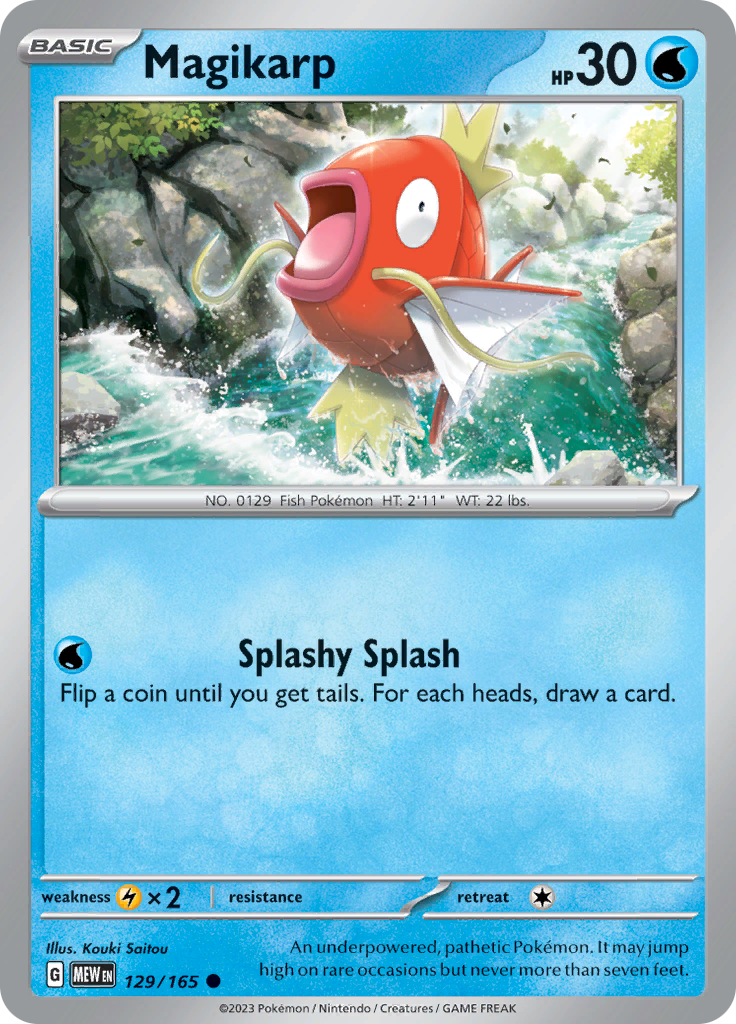 BASIC
Magikarp
HP 30
NO. 0129 Fish Pokémon HT: 2'11" WT: 22 lbs.
Splashy Splash
Flip a coin until you get tails. For each heads, draw a card.
weakness ×2 resistance retreat
Illus. Kouki Saitou
An underpowered, pathetic Pokémon. It may jump
high on rare occasions but never more than seven feet.
G MEW EN 129/165
©2023 Pokémon / Nintendo / Creatures / GAME FREAK